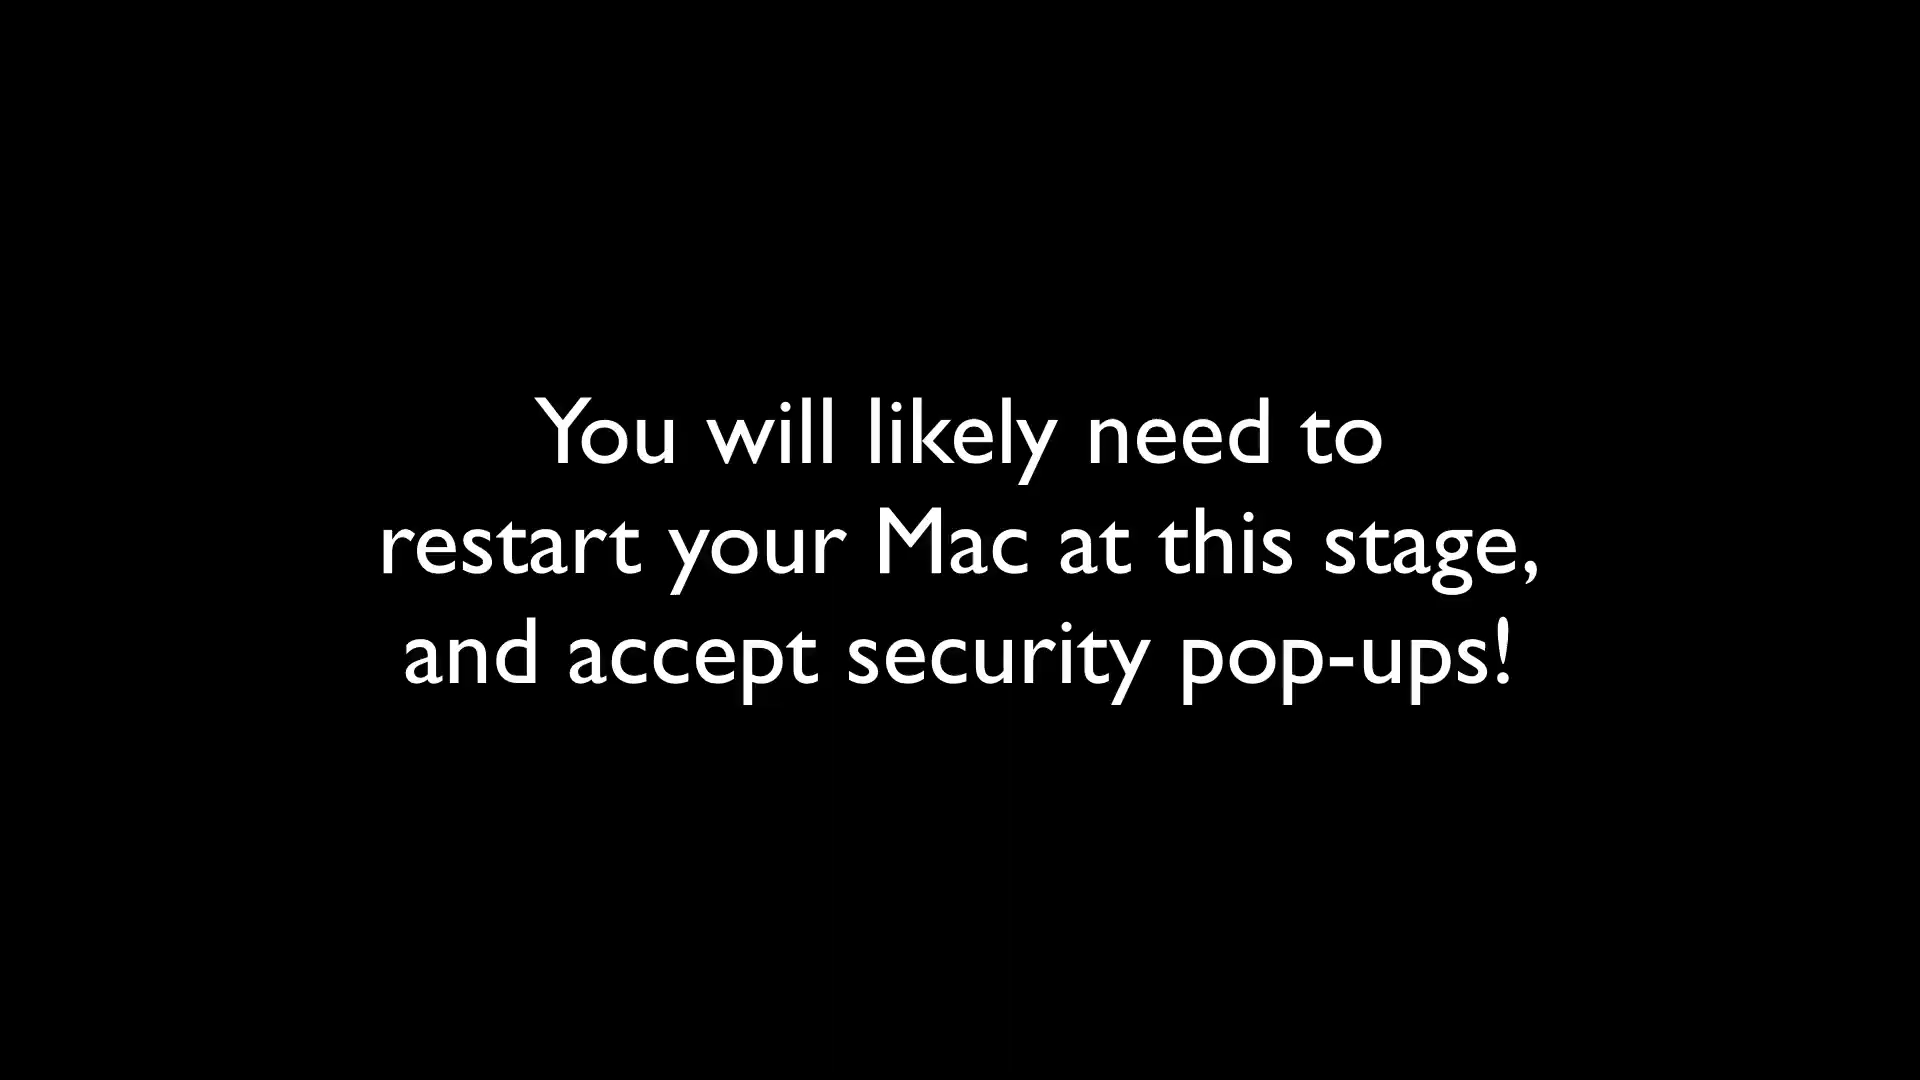 You will likely need to
restart your Mac at this stage,
and accept security pop-ups!